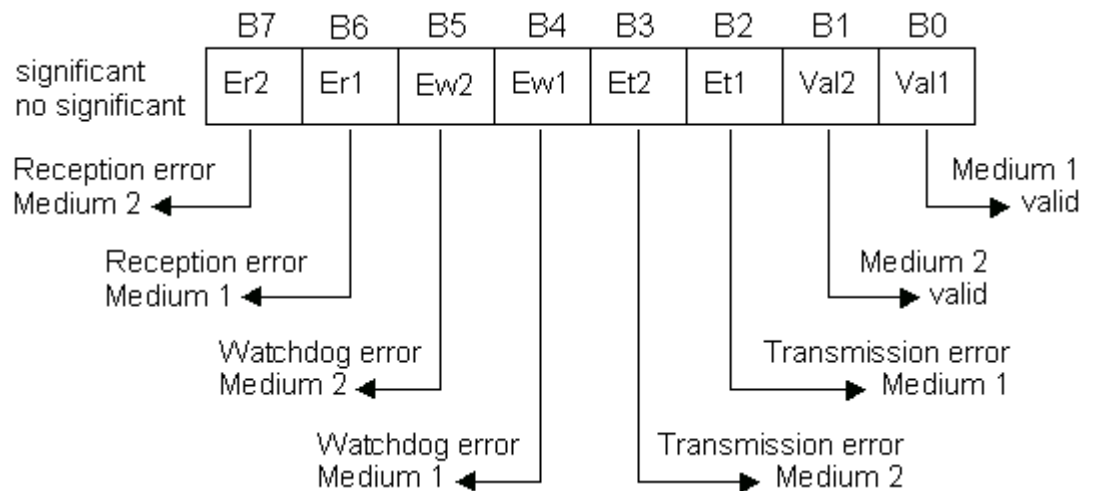 B7 B6 B5 B4 B3 B2 B1 B0
significant
no significant
Er2 Er1 Ew2 Ew1 Et2 Et1 Val2 Val1
Reception error
Medium 2
Medium 1
valid
Reception error
Medium 1
Medium 2
valid
Watchdog error
Medium 2
Transmission error
Medium 1
Watchdog error
Medium 1
Transmission error
Medium 2